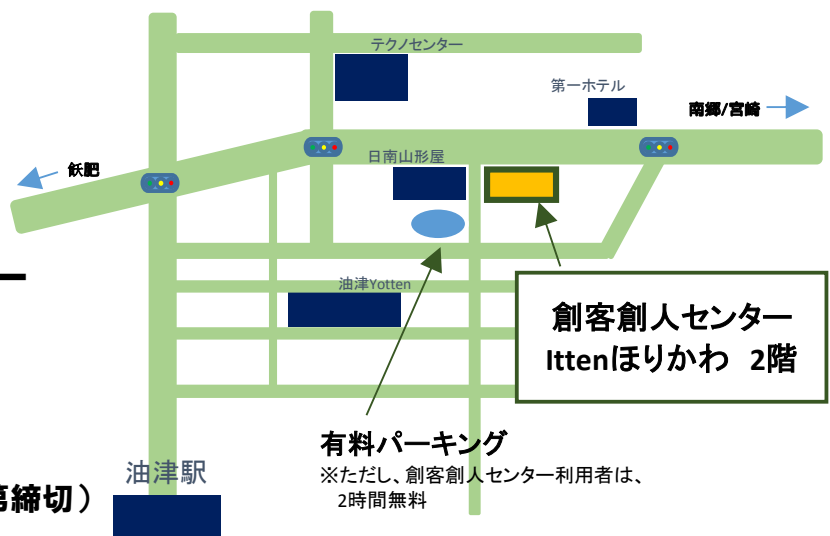 テクノセンター
第一ホテル
南郷/宮崎
日南山形屋
飫肥
油津Yotten
創客創人センター
Ittenほりかわ 2階
有料パーキング
※ただし、創客創人センター利用者は、
2時間無料
油津駅
締切）